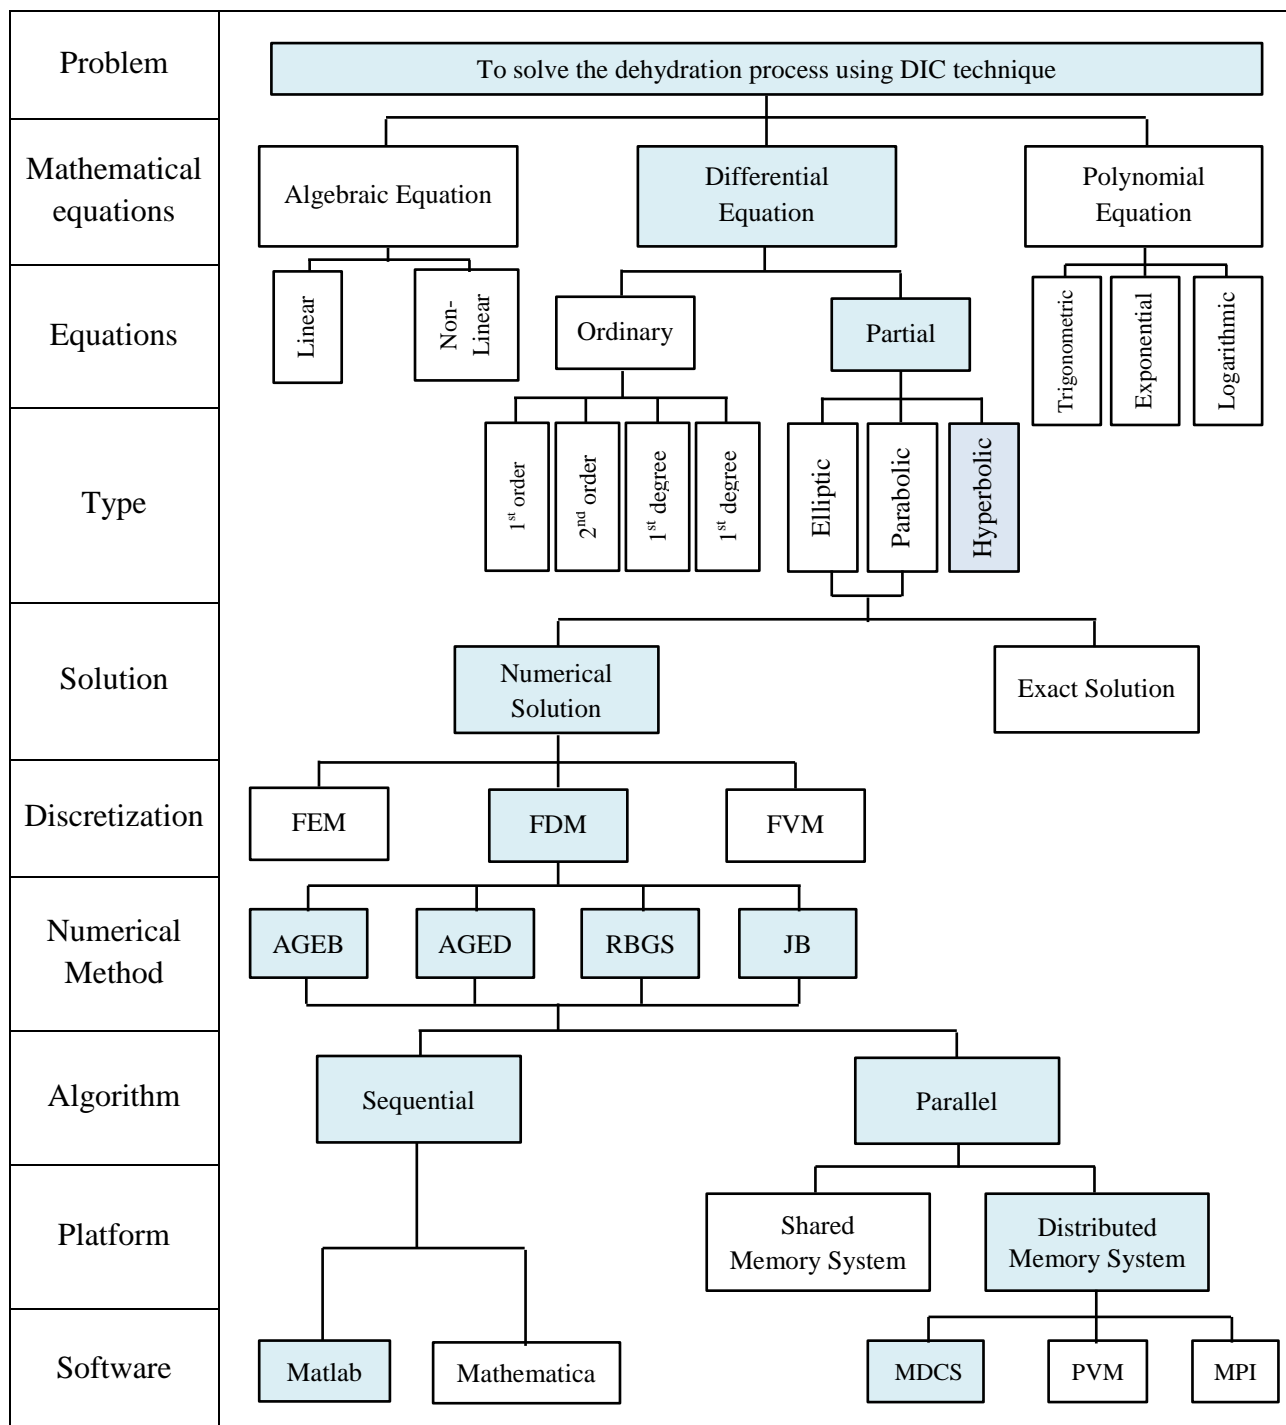 Problem
To solve the dehydration process using DIC technique
Mathematical
equations
Algebraic Equation
Differential
Equation
Polynomial
Equation
Equations
Linear
Non-
Linear
Ordinary
Partial
Trigonometric
Exponential
Logarithmic
Type
1st order
2nd order
1st degree
1st degree
Elliptic
Parabolic
Hyperbolic
Solution
Numerical
Solution
Exact Solution
Discretization
FEM
FDM
FVM
Numerical
Method
AGEB
AGED
RBGS
JB
Algorithm
Sequential
Parallel
Platform
Shared
Memory System
Distributed
Memory System
Software
Matlab
Mathematica
MDCS
PVM
MPI